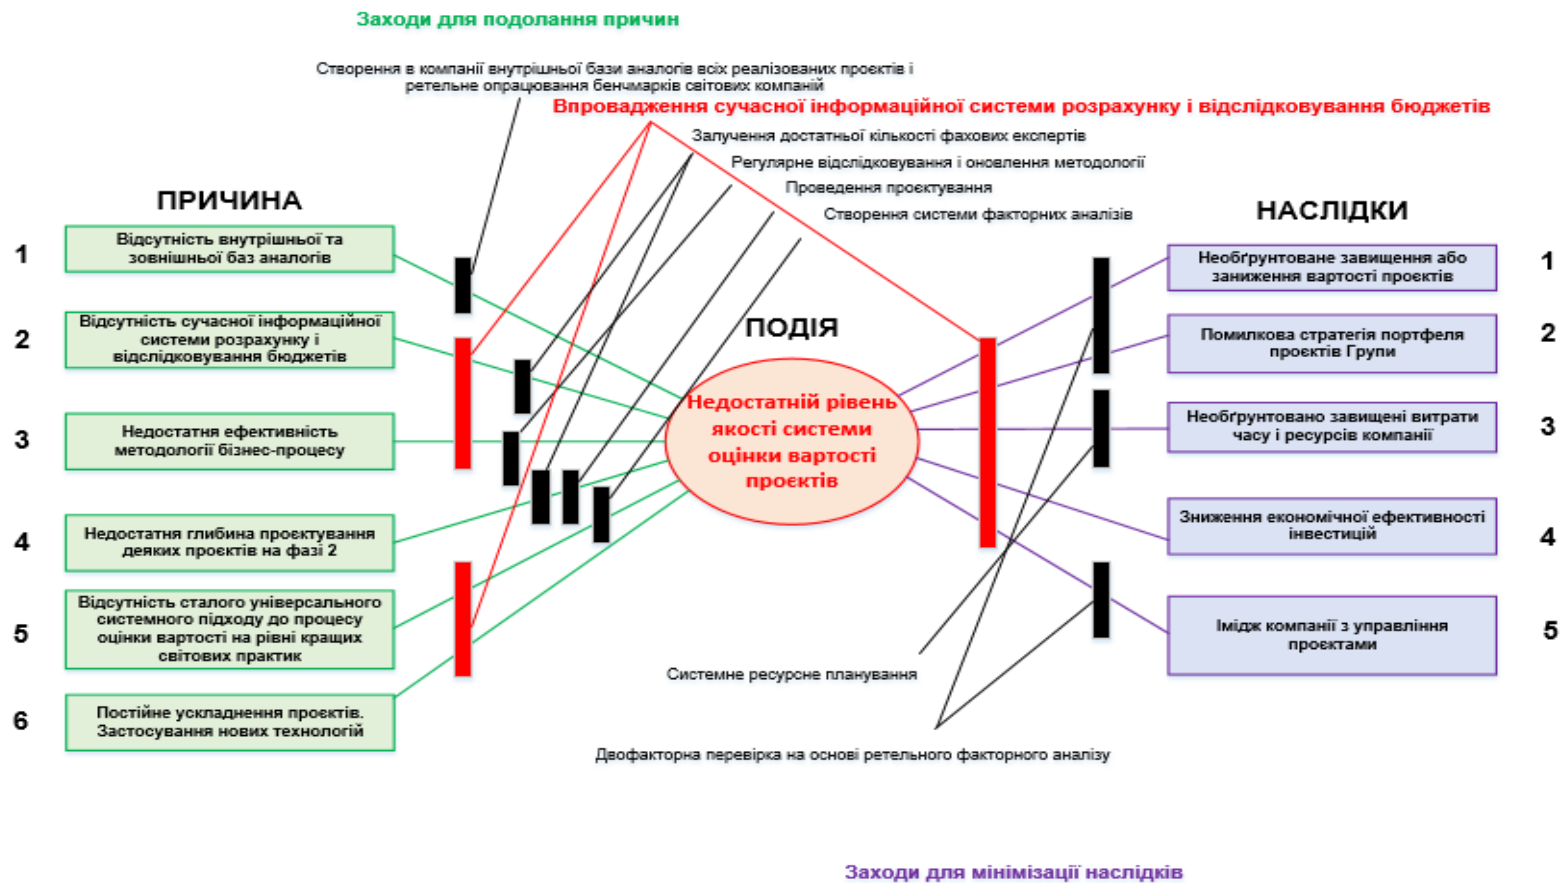 Заходи для подолання причин
Створення в компанії внутрішньої бази аналогів всіх реалізованих проєктів і
ретельне опрацювання бенчмарків світових компаній
Впровадження сучасної інформаційної системи розрахунку і відслідковування бюджетів
Залучення достатньої кількості фахових експертів
Регулярне відслідковування і оновлення методології
Проведення проєктування
Створення системи факторних аналізів
ПРИЧИНА
1
Відсутність внутрішньої та
зовнішньої баз аналогів
2
Відсутність сучасної інформаційної
системи розрахунку і
відслідковування бюджетів
3
Недостатня ефективність
методології бізнес-процесу
4
Недостатня глибина проєктування
деяких проєктів на фазі 2
5
Відсутність сталого універсального
системного підходу до процесу
оцінки вартості на рівні кращих
світових практик
6
Постійне ускладнення проєктів.
Застосування нових технологій
ПОДІЯ
Недостатній рівень
якості системи
оцінки вартості
проєктів
НАСЛІДКИ
Необґрунтоване завищення або
заниження вартості проєктів
1
Помилкова стратегія портфеля
проєктів Групи
2
Необґрунтовано завищені витрати
часу і ресурсів компанії
3
Зниження економічної ефективності
інвестицій
4
Імідж компанії з управління
проєктами
5
Системне ресурсне планування
Двофакторна перевірка на основі ретельного факторного аналізу
Заходи для мінімізації наслідків